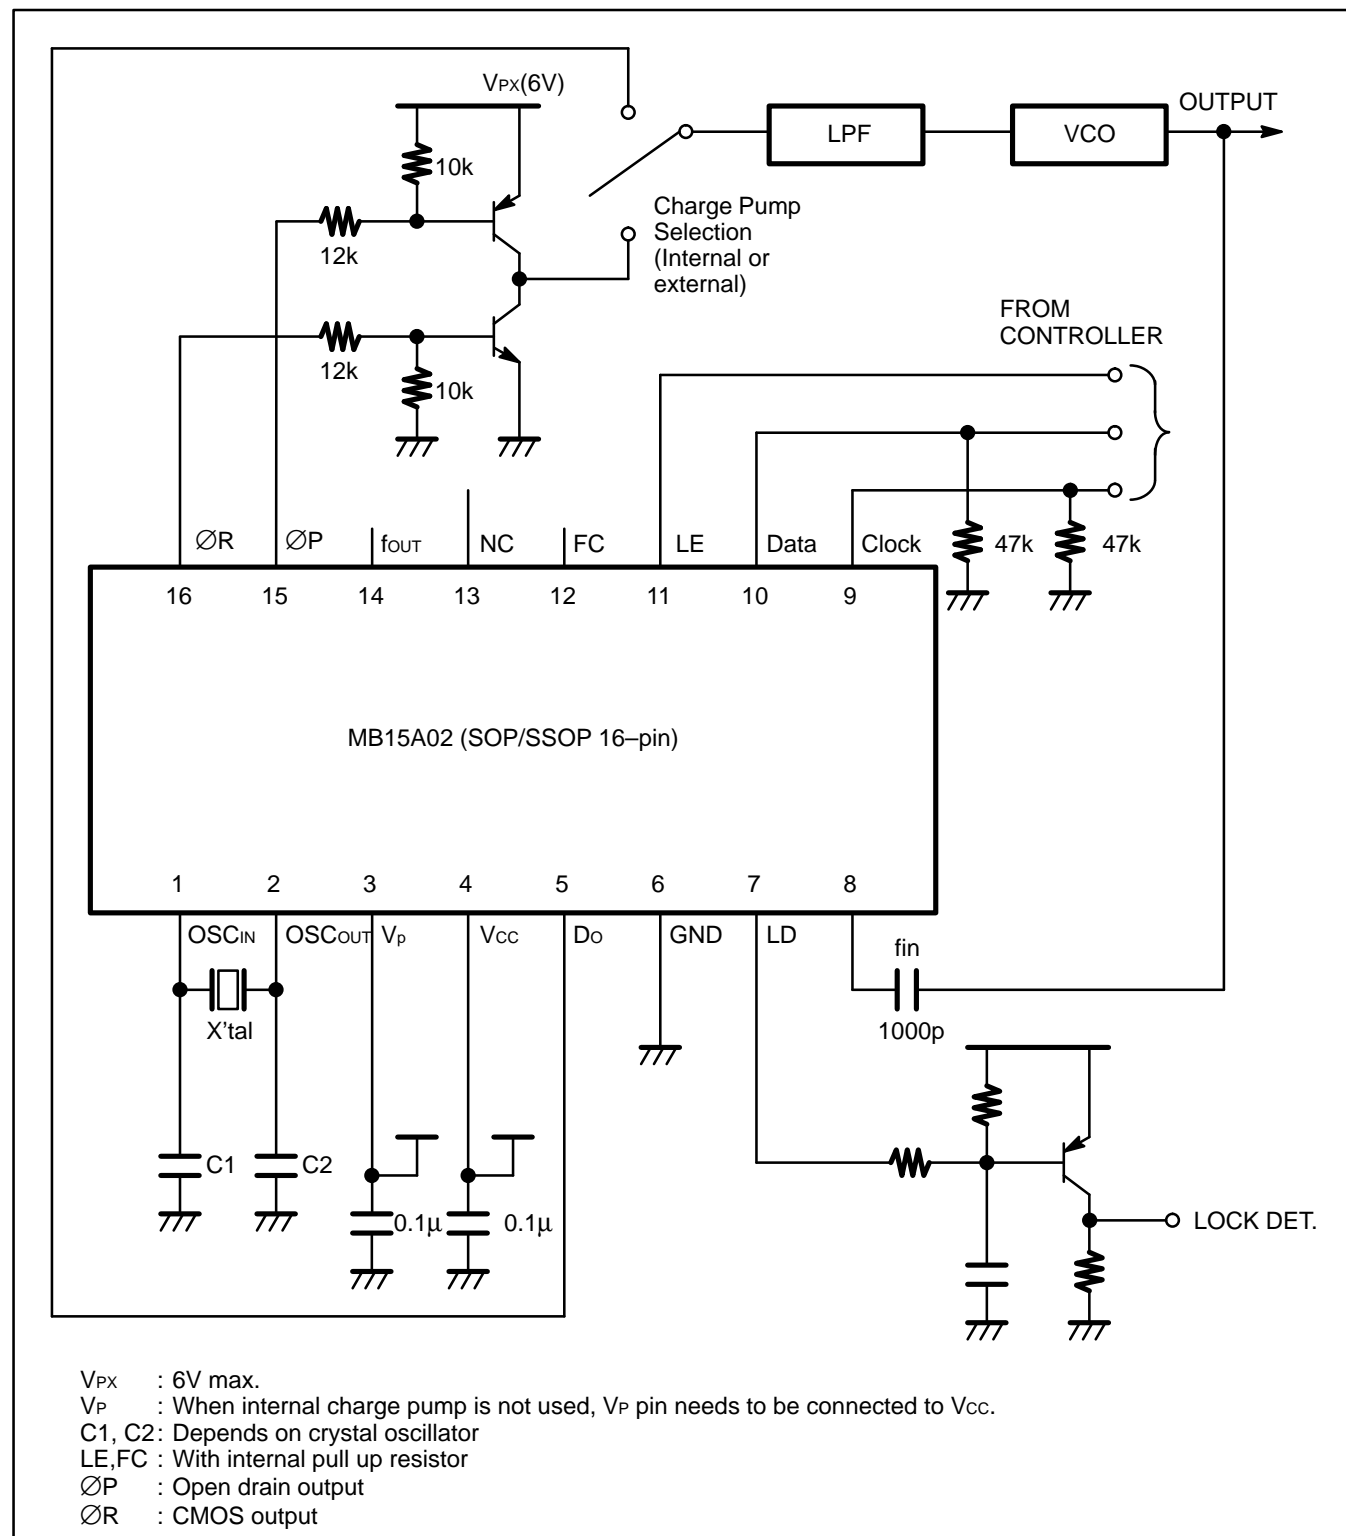 VPX(6V)
OUTPUT
LPF
VCO
10k
12k
Charge Pump
Selection
(Internal or
external)
FROM
CONTROLLER
12k
10k
∅R
∅P
fOUT
NC
FC
LE
Data
Clock
47k
47k
16
15
14
13
12
11
10
9
MB15A02 (SOP/SSOP 16–pin)
1
2
3
4
5
6
7
8
OSCIN
OSCOUT
Vp
VCC
DO
GND
LD
fin
X'tal
1000p
C1
C2
0.1µ
0.1µ
LOCK DET.
VPX : 6V max.
VP : When internal charge pump is not used, VP pin needs to be connected to VCC.
C1, C2 : Depends on crystal oscillator
LE,FC : With internal pull up resistor
∅P : Open drain output
∅R : CMOS output